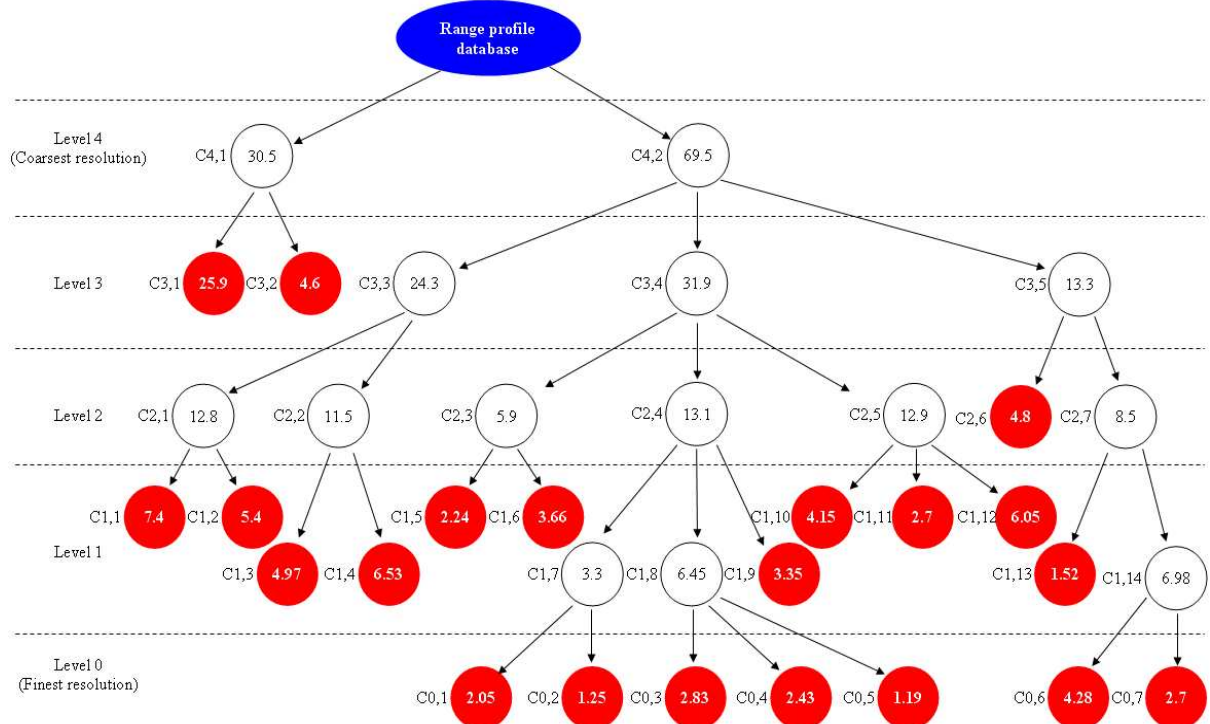 Range profile
database
Level 4
(Coarsest resolution)
C4,1 30.5
C4,2 69.5
Level 3
C3,1 25.9
C3,2 4.6
C3,3 24.3
C3,4 31.9
C3,5 13.3
Level 2
C2,1 12.8
C2,2 11.5
C2,3 5.9
C2,4 13.1
C2,5 12.9
C2,6 4.8
C2,7 8.5
Level 1
C1,1 7.4
C1,2 5.4
C1,3 4.97
C1,4 6.53
C1,5 2.24
C1,6 3.66
C1,7 3.3
C1,8 6.45
C1,9 3.35
C1,10 4.15
C1,11 2.7
C1,12 6.05
C1,13 1.52
C1,14 6.98
Level 0
(Finest resolution)
C0,1 2.05
C0,2 1.25
C0,3 2.83
C0,4 2.43
C0,5 1.19
C0,6 4.28
C0,7 2.7